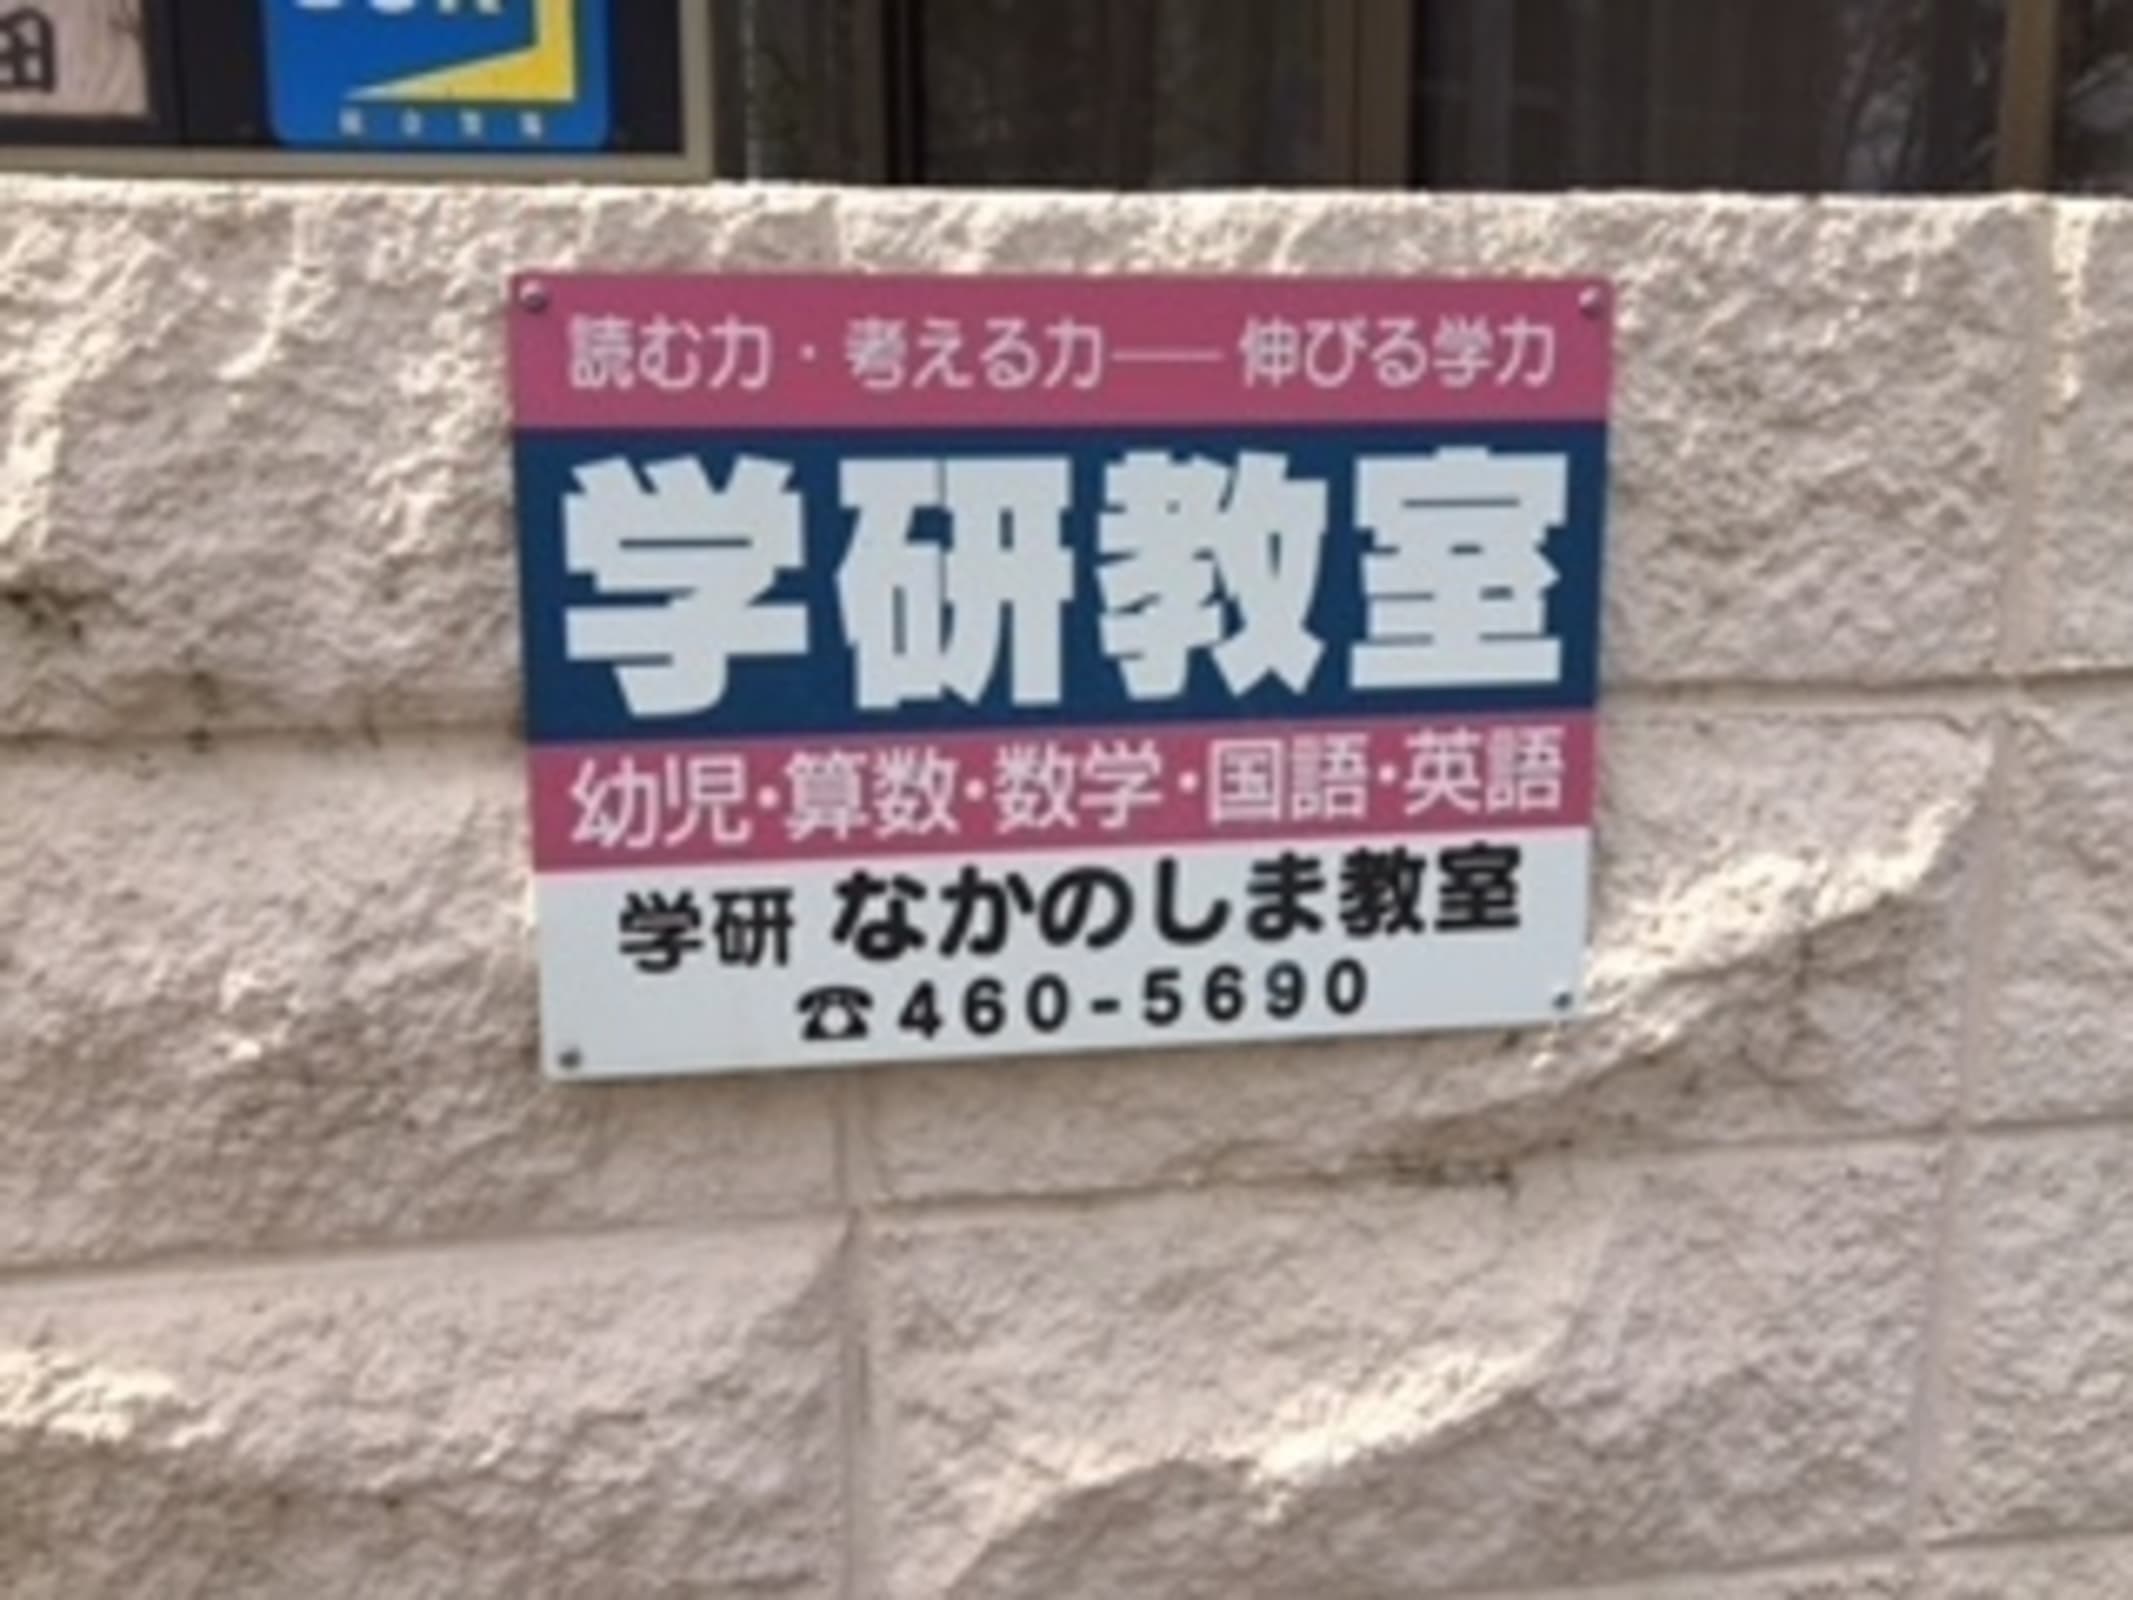 田
読む力・考える力——伸びる学力
学研教室
幼児・算数・数学・国語・英語
学研 なかのしま教室
☎460-5690